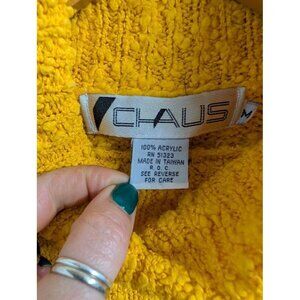 CHAUS
M
100% ACRYLIC
RN 51323
MADE IN TAIWAN
R.O.C.
SEE REVERSE
FOR CARE